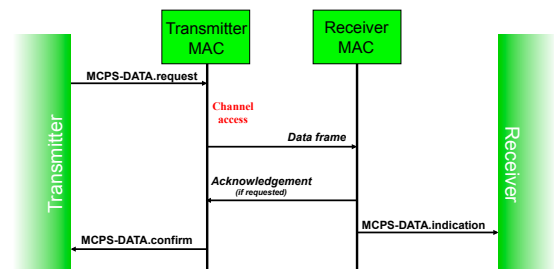 Transmitter
MAC
Receiver
MAC
MCPS-DATA.request
Channel
access
Data frame
Transmitter
Receiver
Acknowledgement
(if requested)
MCPS-DATA.indication
MCPS-DATA.confirm